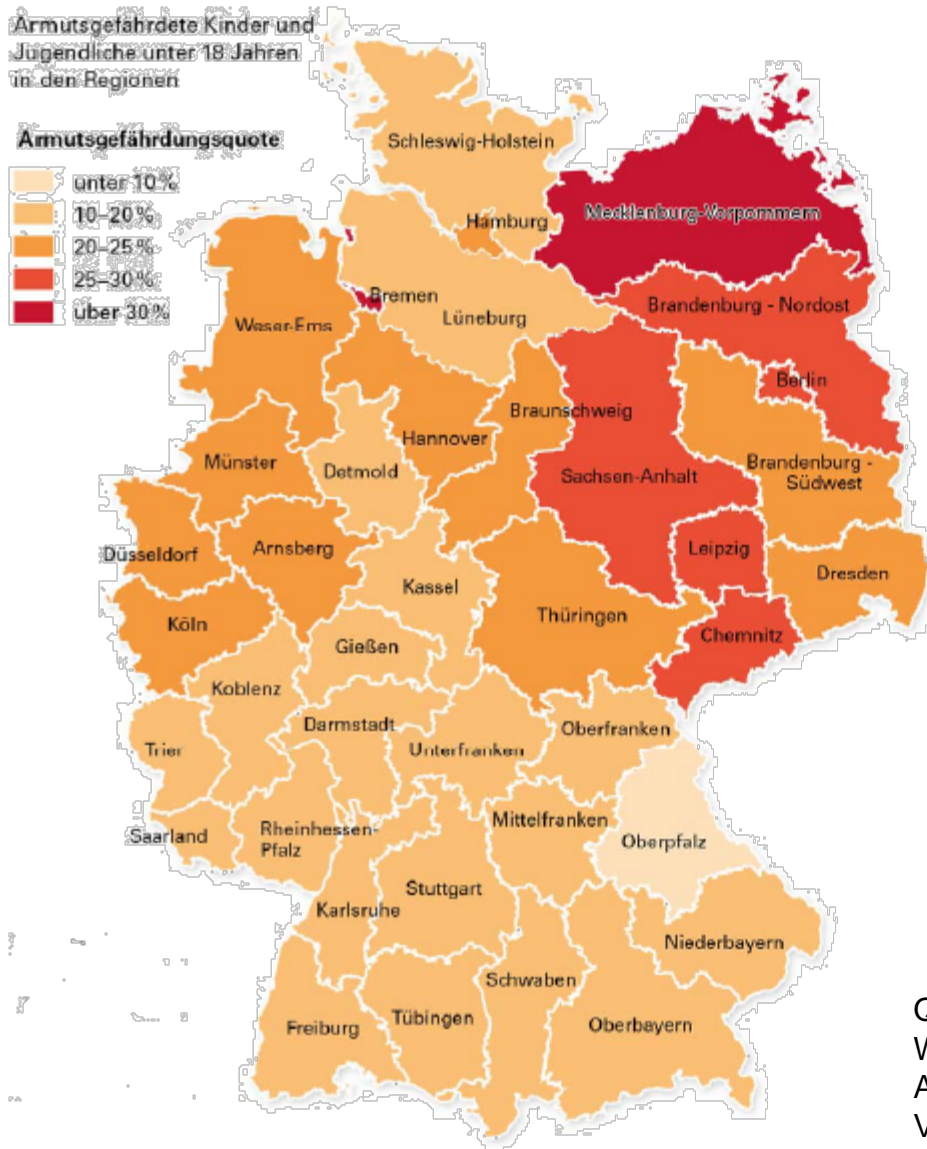 Armutsgefährdete Kinder und
Jugendliche unter 18 Jahren
in den Regionen
Armutsgefährdungsquote
unter 10%
10–20%
20–25%
25–30%
über 30%
Schleswig-Holstein
Hamburg
Mecklenburg-Vorpommern
Bremen
Lüneburg
Brandenburg - Nordost
Weser-Ems
Berlin
Braunschweig
Hannover
Münster
Detmold
Sachsen-Anhalt
Brandenburg -
Südwest
Düsseldorf
Arnsberg
Leipzig
Dresden
Kassel
Thüringen
Köln
Chemnitz
Gießen
Koblenz
Darmstadt
Oberfranken
Trier
Unterfranken
Saarland
Rheinhessen-
Pfalz
Mittelfranken
Oberpfalz
Stuttgart
Karlsruhe
Niederbayern
Schwaben
Freiburg
Tübingen
Oberbayern
Q
W
A
V